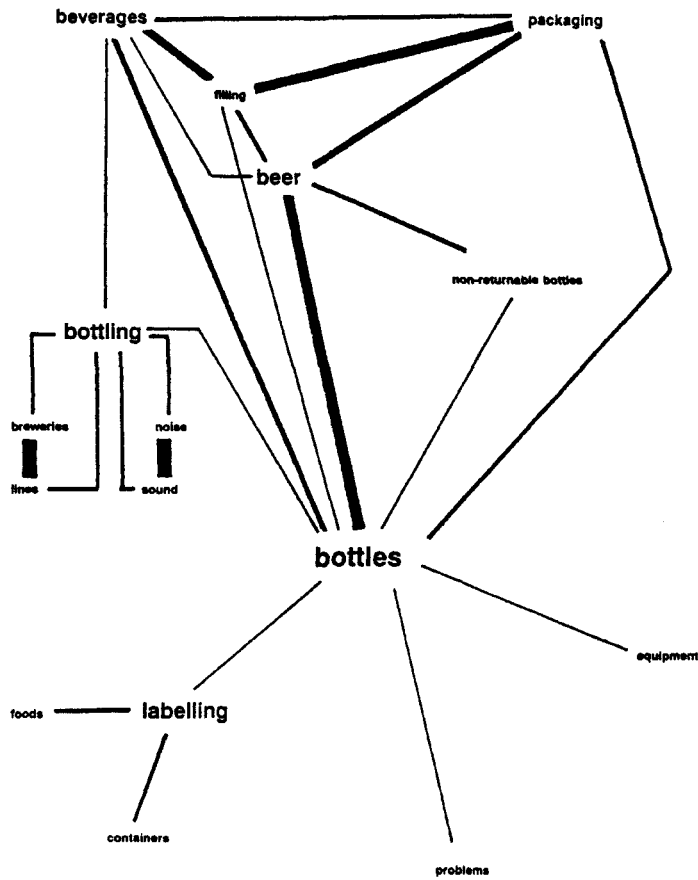 beverages
packaging
filling
beer
non-returnable bottles
bottling
breweries
noise
lines
sound
bottles
equipment
foods
labelling
containers
problems